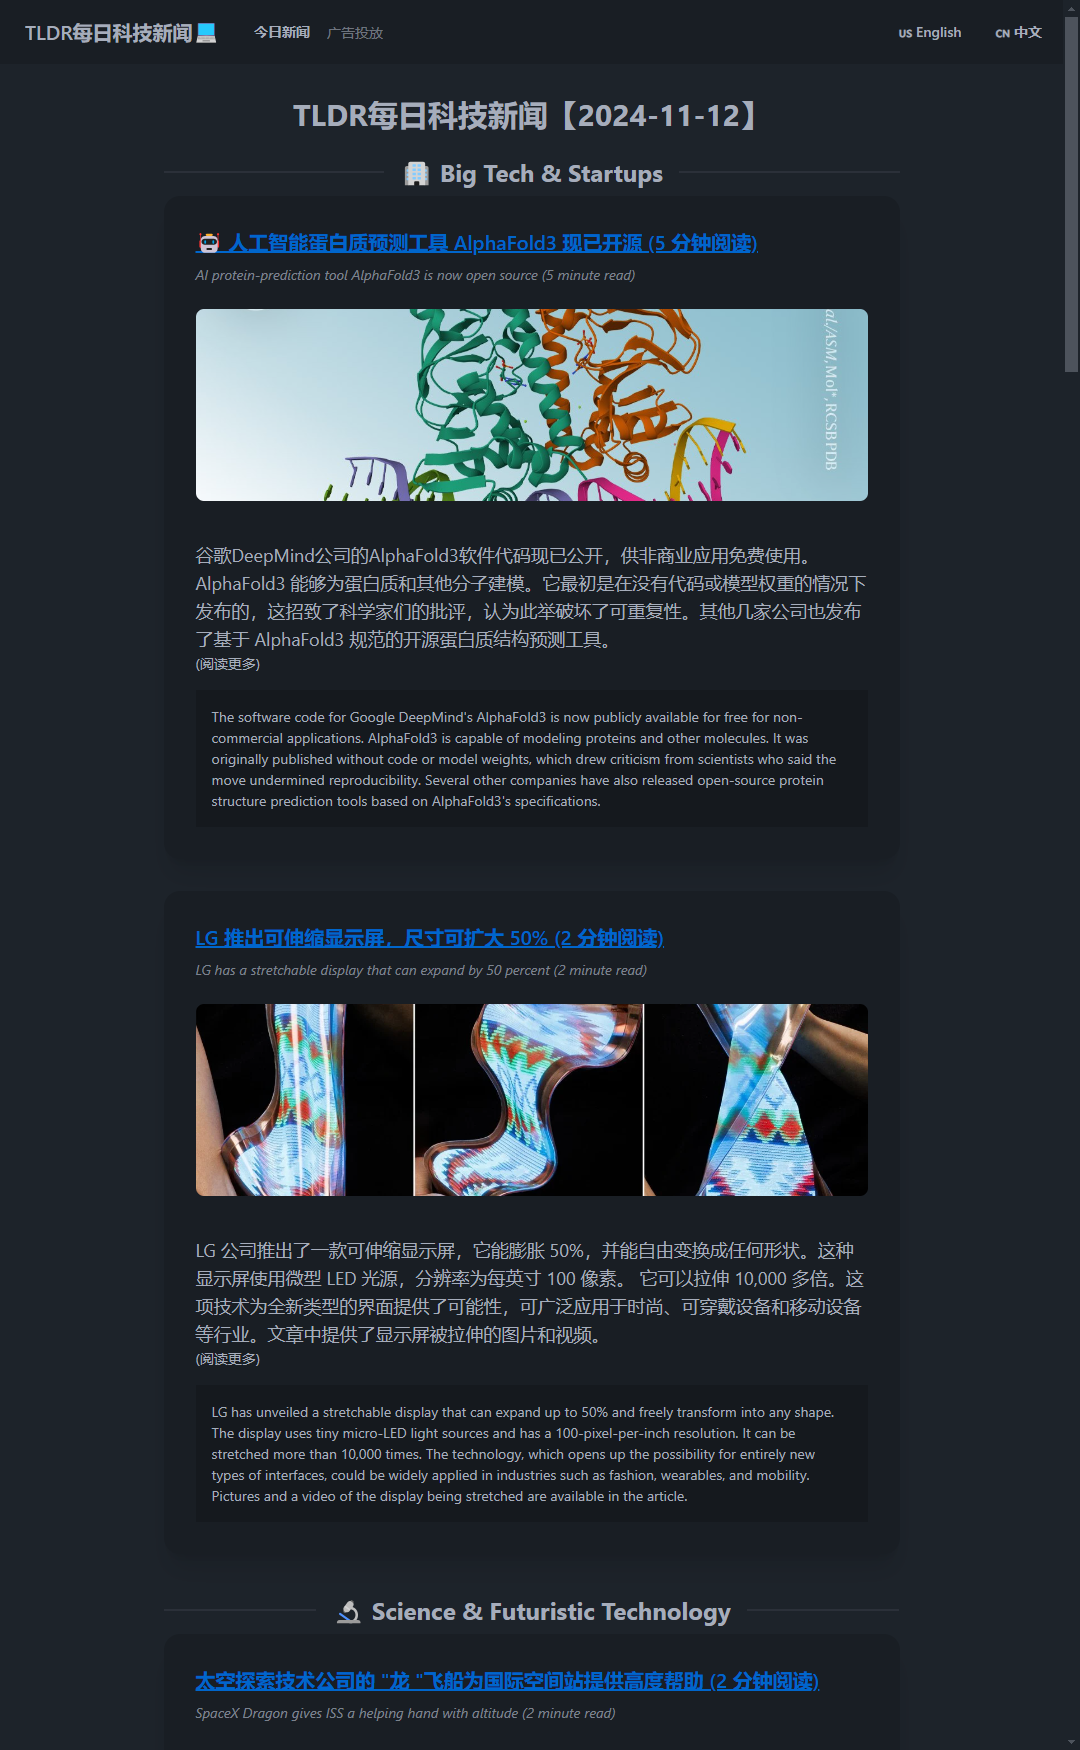 TLDR每日科技新闻💻 今日新闻 广告投放 US English CN 中文
TLDR每日科技新闻【2024-11-12】
🏢 Big Tech & Startups
🤖 人工智能蛋白质预测工具 AlphaFold3 现已开源 (5 分钟阅读)
AI protein-prediction tool AlphaFold3 is now open source (5 minute read)
al./ASM, Mol*, RCSB PDB
谷歌DeepMind公司的AlphaFold3软件代码现已公开，供非商业应用免费使用。
AlphaFold3 能够为蛋白质和其他分子建模。它最初是在没有代码或模型权重的情况下
发布的，这招致了科学家们的批评，认为此举破坏了可重复性。其他几家公司也发布
了基于 AlphaFold3 规范的开源蛋白质结构预测工具。
(阅读更多)
The software code for Google DeepMind's AlphaFold3 is now publicly available for free for non-
commercial applications. AlphaFold3 is capable of modeling proteins and other molecules. It was
originally published without code or model weights, which drew criticism from scientists who said the
move undermined reproducibility. Several other companies have also released open-source protein
structure prediction tools based on AlphaFold3's specifications.
LG 推出可伸缩显示屏，尺寸可扩大 50% (2 分钟阅读)
LG has a stretchable display that can expand by 50 percent (2 minute read)
LG 公司推出了一款可伸缩显示屏，它能膨胀 50%，并能自由变换成任何形状。这种
显示屏使用微型 LED 光源，分辨率为每英寸 100 像素。 它可以拉伸 10,000 多倍。这
项技术为全新类型的界面提供了可能性，可广泛应用于时尚、可穿戴设备和移动设备
等行业。文章中提供了显示屏被拉伸的图片和视频。
(阅读更多)
LG has unveiled a stretchable display that can expand up to 50% and freely transform into any shape.
The display uses tiny micro-LED light sources and has a 100-pixel-per-inch resolution. It can be
stretched more than 10,000 times. The technology, which opens up the possibility for entirely new
types of interfaces, could be widely applied in industries such as fashion, wearables, and mobility.
Pictures and a video of the display being stretched are available in the article.
🔬 Science & Futuristic Technology
太空探索技术公司的 "龙 "飞船为国际空间站提供高度帮助 (2 分钟阅读)
SpaceX Dragon gives ISS a helping hand with altitude (2 minute read)